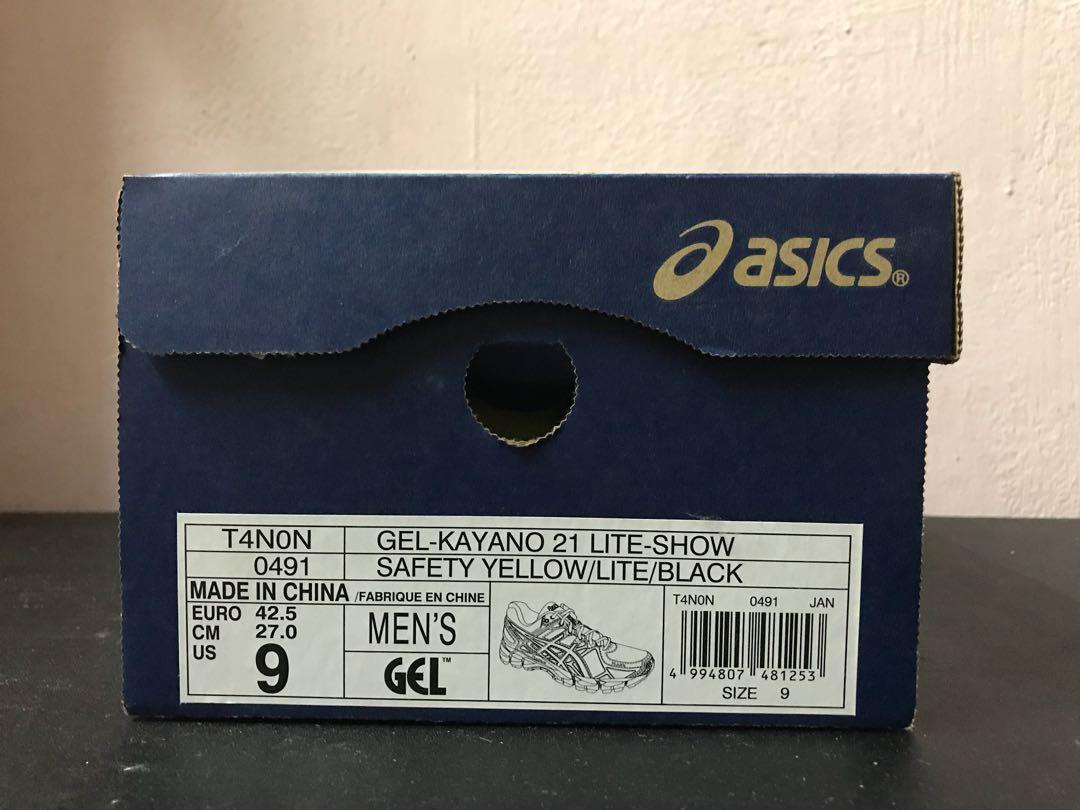 asics®
T4N0N GEL-KAYANO 21 LITE-SHOW
0491 SAFETY YELLOW/LITE/BLACK
MADE IN CHINA /FABRIQUE EN CHINE
EURO 42.5
CM 27.0
US 9
MEN'S
GEL™
T4N0N 0491 JAN
4 994807 481253
SIZE 9